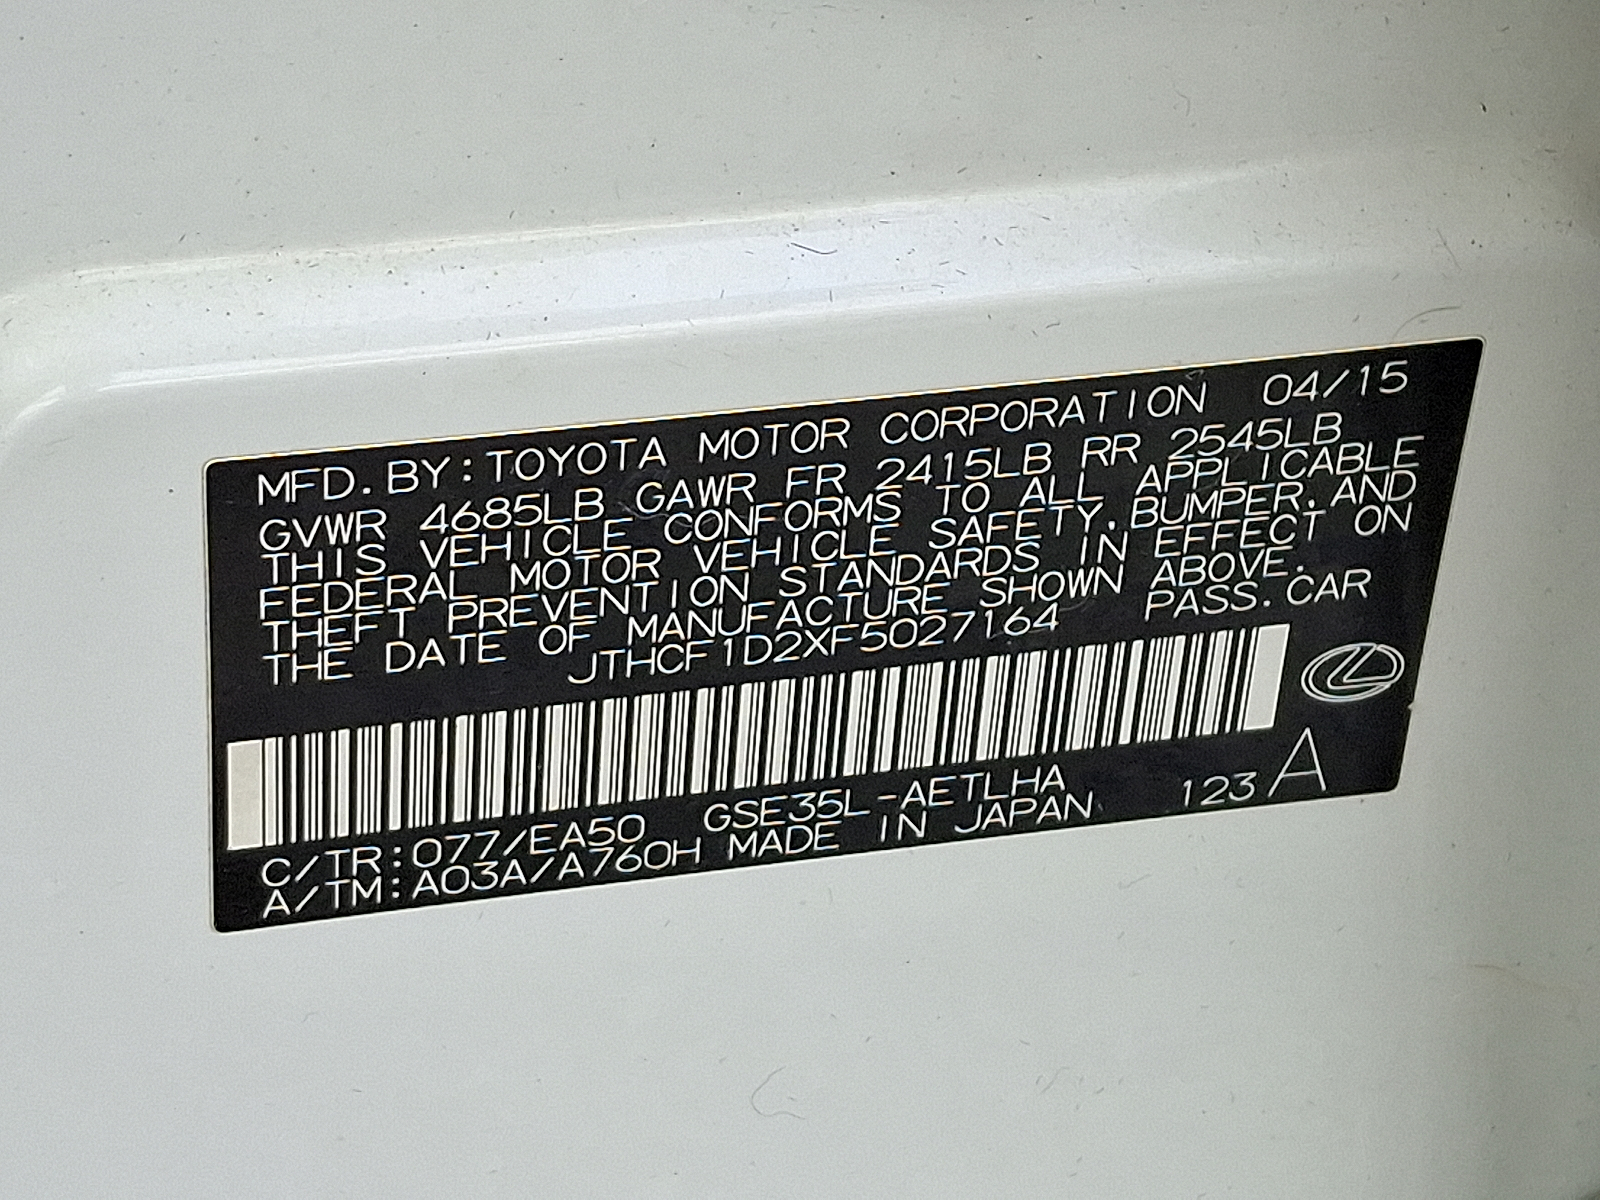 MFD. BY: TOYOTA MOTOR CORPORATION 04/15
GVWR 4685LB GAWR FR 2415LB RR 2545LB
THIS VEHICLE CONFORMS TO ALL APPLICABLE
FEDERAL MOTOR VEHICLE SAFETY, BUMPER, AND
THEFT PREVENTION STANDARDS IN EFFECT ON
THE DATE OF MANUFACTURE SHOWN ABOVE.
JTHCF1D2XF5027164 PASS. CAR
C/TR: 077/EA50 GSE35L-AETLHA
A/TM: A03A/A760H MADE IN JAPAN 123 A